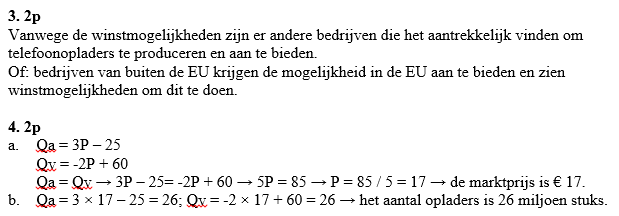 3. 2p
Vanwege de winstmogelijkheden zijn er andere bedrijven die het aantrekkelijk vinden om
telefoonopladers te produceren en aan te bieden.
Of: bedrijven van buiten de EU krijgen de mogelijkheid in de EU aan te bieden en zien
winstmogelijkheden om dit te doen.
4. 2p
a. Qa = 3P – 25
Qv = -2P + 60
Qa = Qv → 3P – 25= -2P + 60 → 5P = 85 → P = 85 / 5 = 17 → de marktprijs is € 17.
b. Qa = 3 × 17 – 25 = 26; Qv = -2 × 17 + 60 = 26 → het aantal opladers is 26 miljoen stuks.